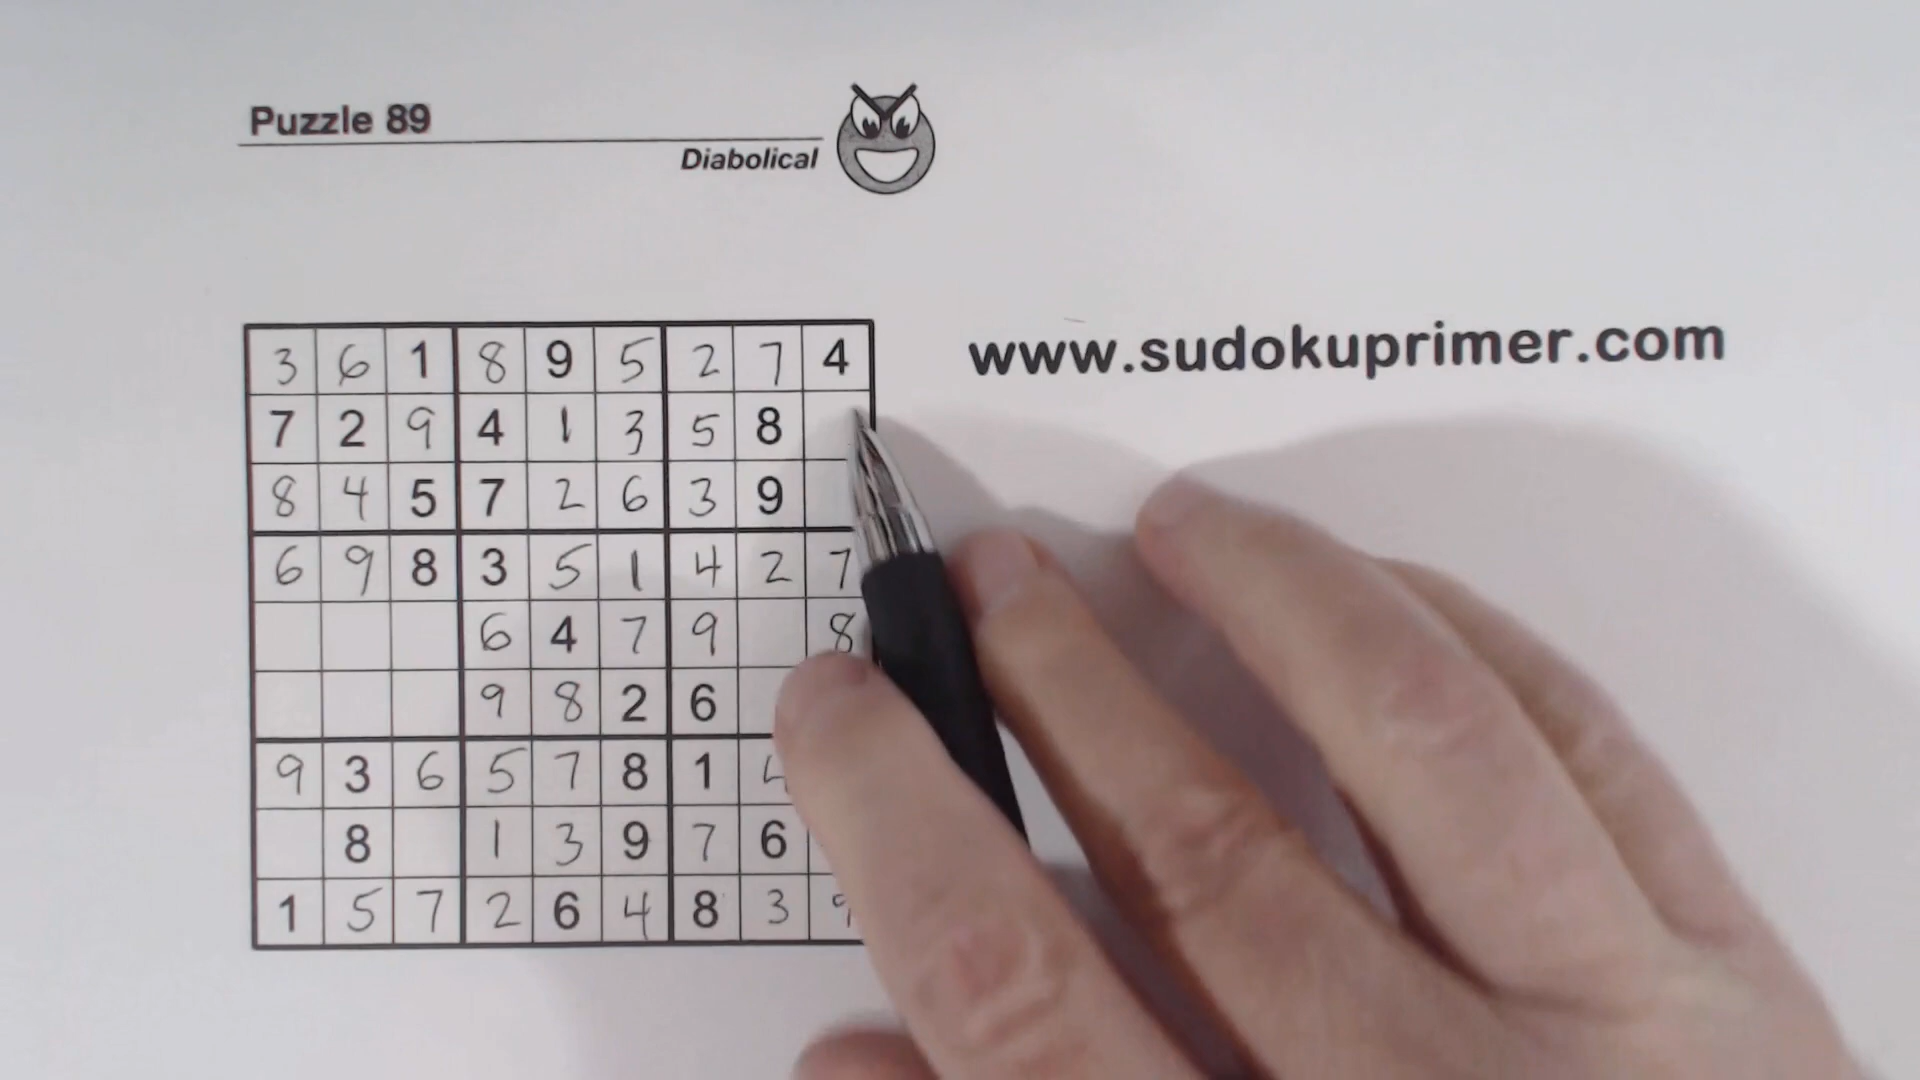 Puzzle 89
Diabolical
www.sudokuprimer.com
3 6 1 8 9 5 2 7 4
7 2 9 4 1 3 5 8
8 4 5 7 2 6 3 9
6 9 8 3 5 1 4 2 7
6 4 7 9 8
9 8 2 6
9 3 6 5 7 8 1
8 1 3 9 7 6
1 5 7 2 6 4 8 3 9